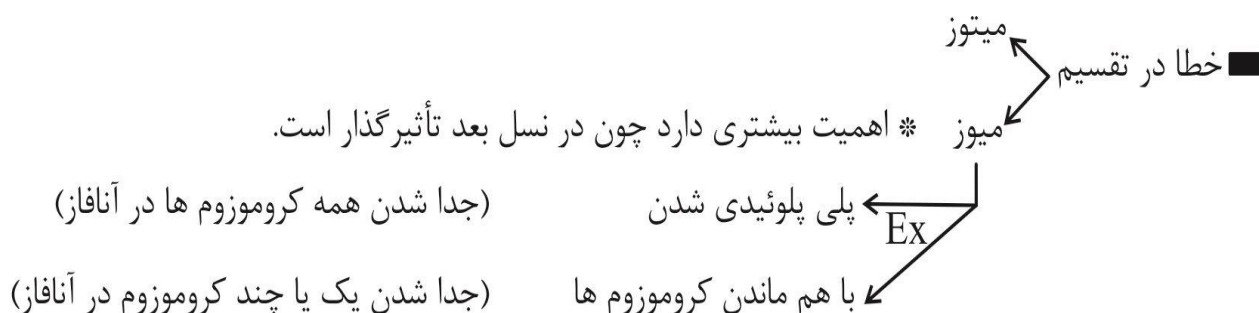 میتوز
خطا در تقسیم
میوز * اهمیت بیشتری دارد چون در نسل بعد تأثیرگذار است.
پلی پلوئیدی شدن (جدا شدن همه کروموزوم ها در آنافاز)
Ex
با هم ماندن کروموزوم ها (جدا شدن یک یا چند کروموزوم در آنافاز)